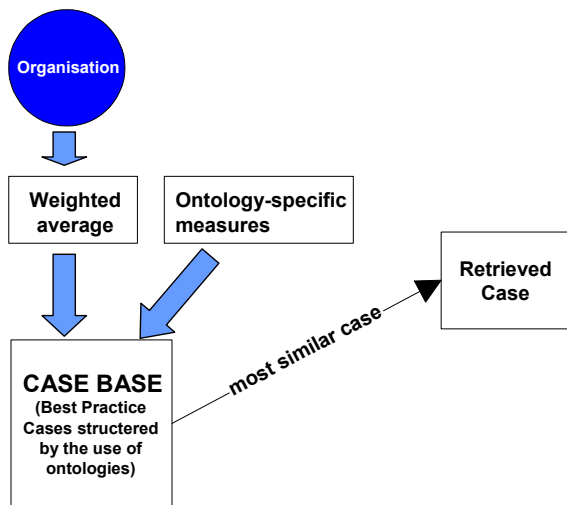 Organisation
Weighted
average
Ontology-specific
measures
Retrieved
Case
most similar case
CASE BASE
(Best Practice
Cases structered
by the use of
ontologies)